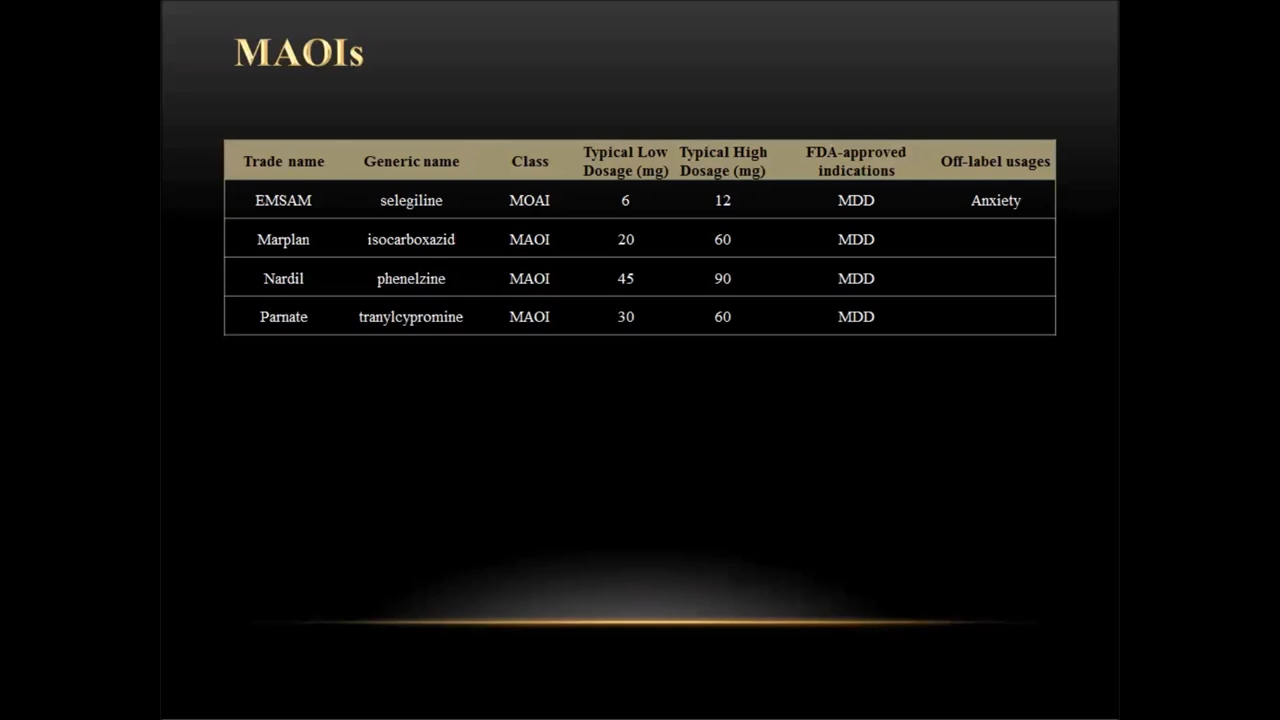 MAOIs
Trade name Generic name Class Typical Low Dosage (mg) Typical High Dosage (mg) FDA-approved indications Off-label usages
EMSAM selegiline MOAI 6 12 MDD Anxiety
Marplan isocarboxazid MAOI 20 60 MDD
Nardil phenelzine MAOI 45 90 MDD
Parnate tranylcypromine MAOI 30 60 MDD